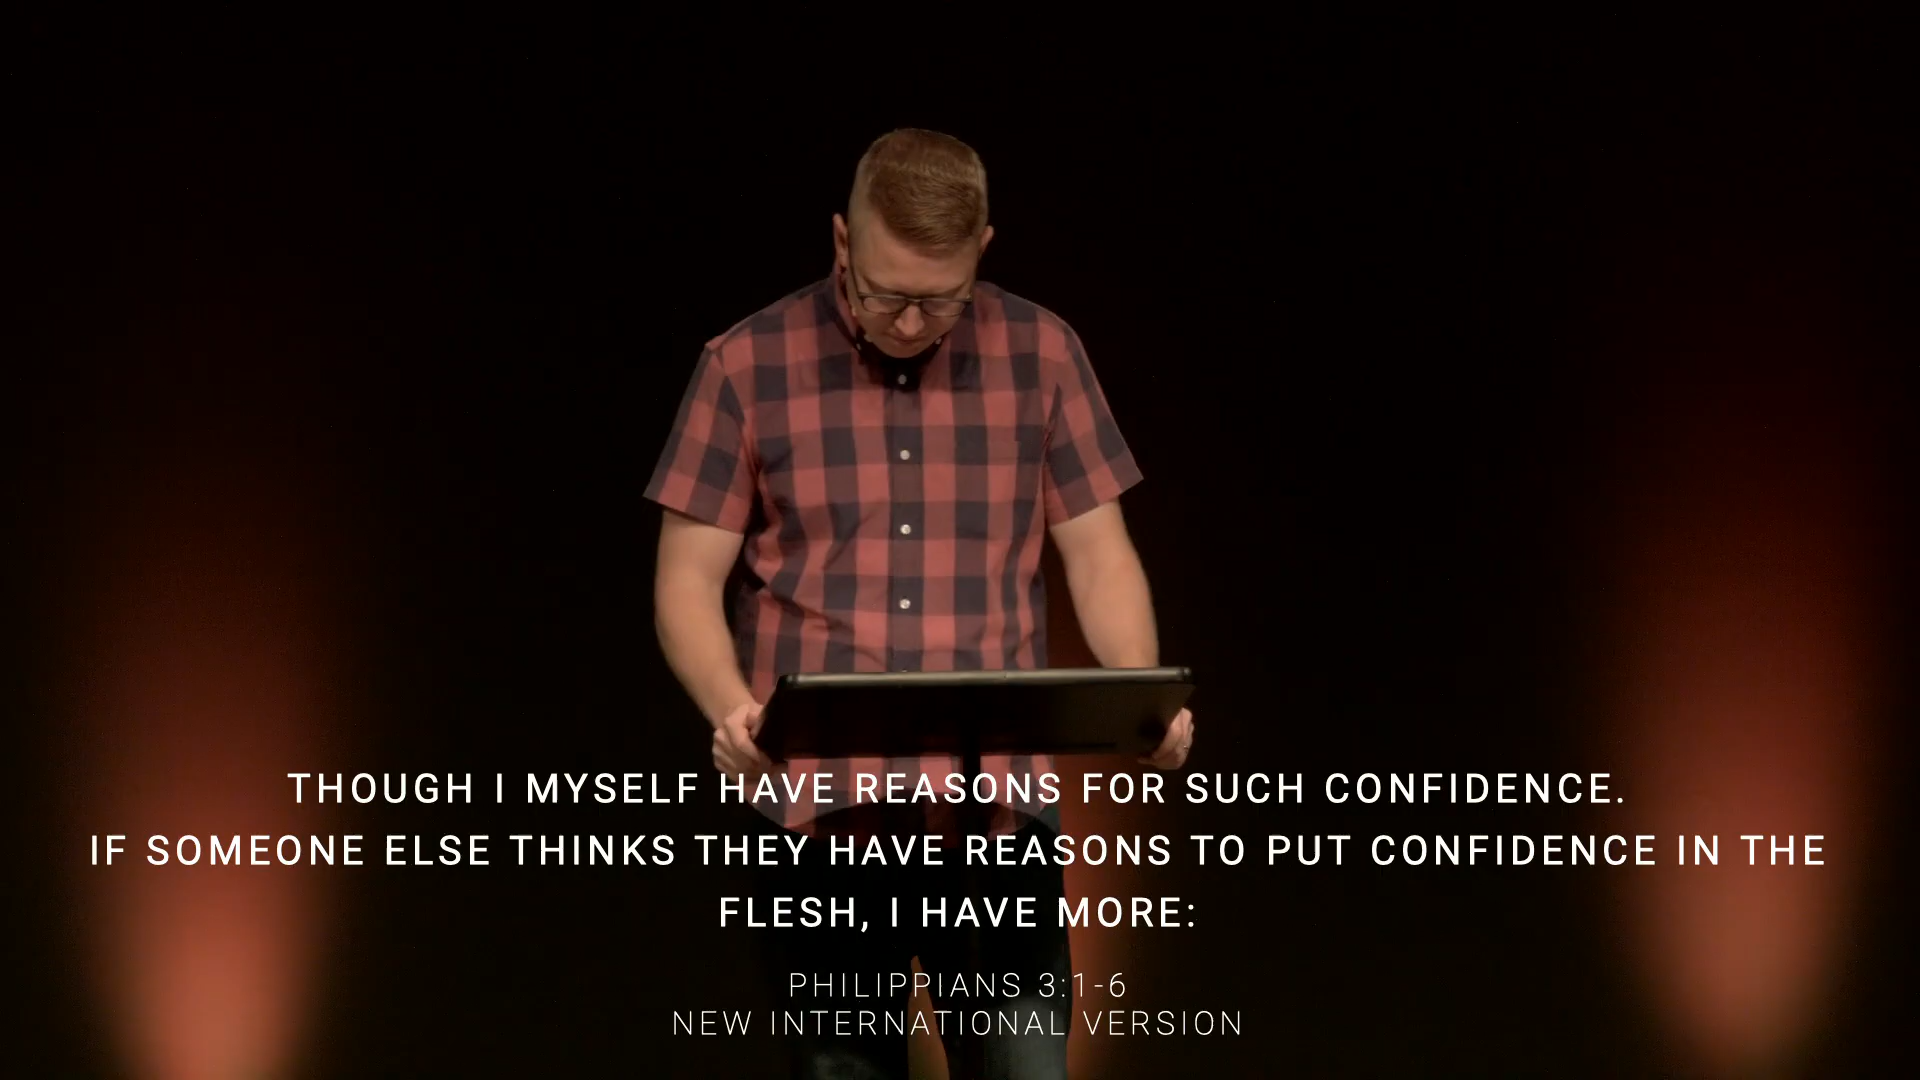 THOUGH I MYSELF HAVE REASONS FOR SUCH CONFIDENCE.
IF SOMEONE ELSE THINKS THEY HAVE REASONS TO PUT CONFIDENCE IN THE
FLESH, I HAVE MORE:
PHILIPPIANS 3:1-6
NEW INTERNATIONAL VERSION